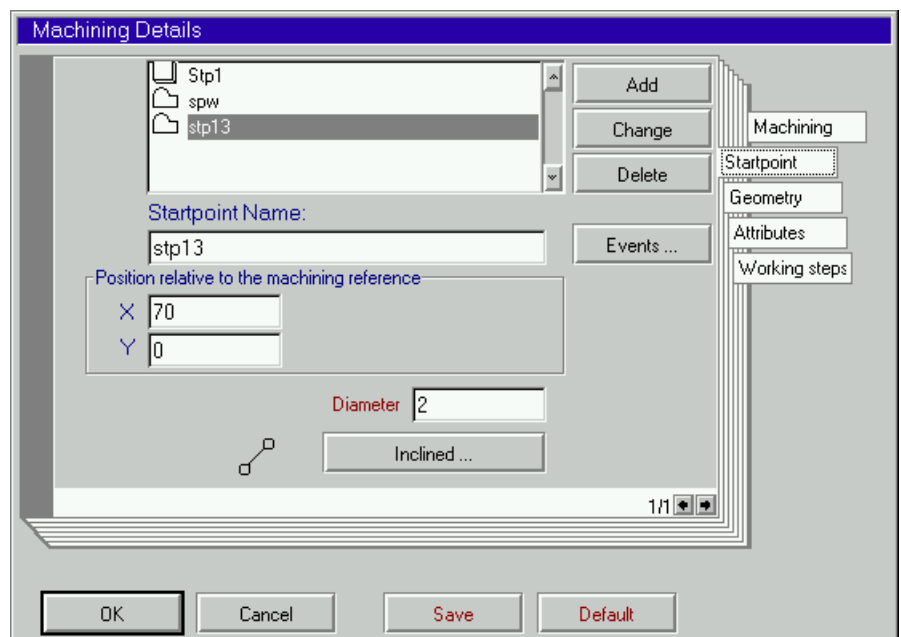 Machining Details
Stp1
spw
stp13
Add
Change
Delete
Machining
Startpoint
Geometry
Attributes
Working steps
Startpoint Name:
stp13
Events ...
Position relative to the machining reference
X 70
Y 0
Diameter 2
Inclined ...
1/1
OK
Cancel
Save
Default